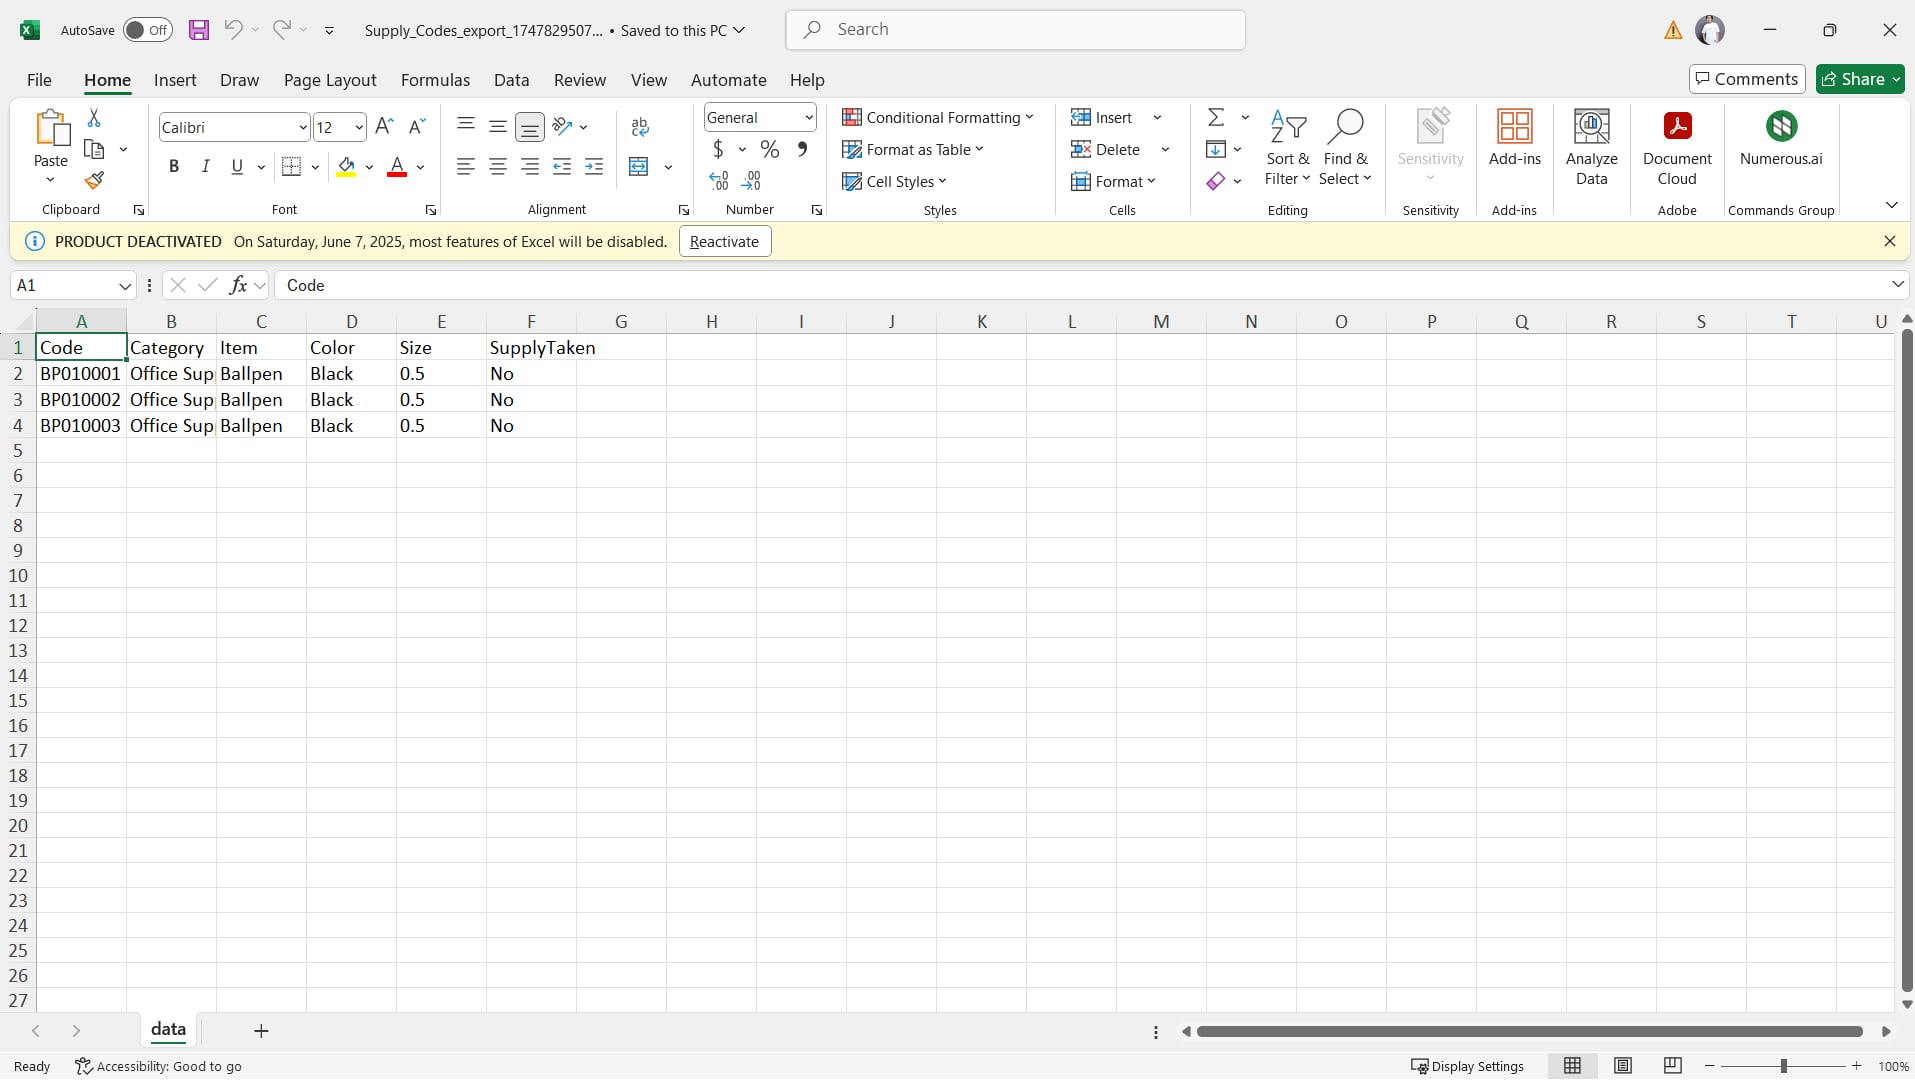 AutoSave Off Supply_Codes_export_1747829507... • Saved to this PC Search
File Home Insert Draw Page Layout Formulas Data Review View Automate Help Comments Share
Paste
Clipboard
Calibri 12
B I U A
Font
ab
Alignment
General
$ % 9
Number
Conditional Formatting
Format as Table
Cell Styles
Styles
Insert
Delete
Format
Cells
Sort & Filter
Find & Select
Editing
Sensitivity
Sensitivity
Add-ins
Add-ins
Analyze Data
Document Cloud
Adobe
Numerous.ai
Commands Group
PRODUCT DEACTIVATED On Saturday, June 7, 2025, most features of Excel will be disabled. Reactivate
A1 fx Code
A B C D E F G H I J K L M N O P Q R S T U
1 Code Category Item Color Size SupplyTaken
2 BP010001 Office Sup Ballpen Black 0.5 No
3 BP010002 Office Sup Ballpen Black 0.5 No
4 BP010003 Office Sup Ballpen Black 0.5 No
5
6
7
8
9
10
11
12
13
14
15
16
17
18
19
20
21
22
23
24
25
26
27
data
Ready Accessibility: Good to go Display Settings 100%